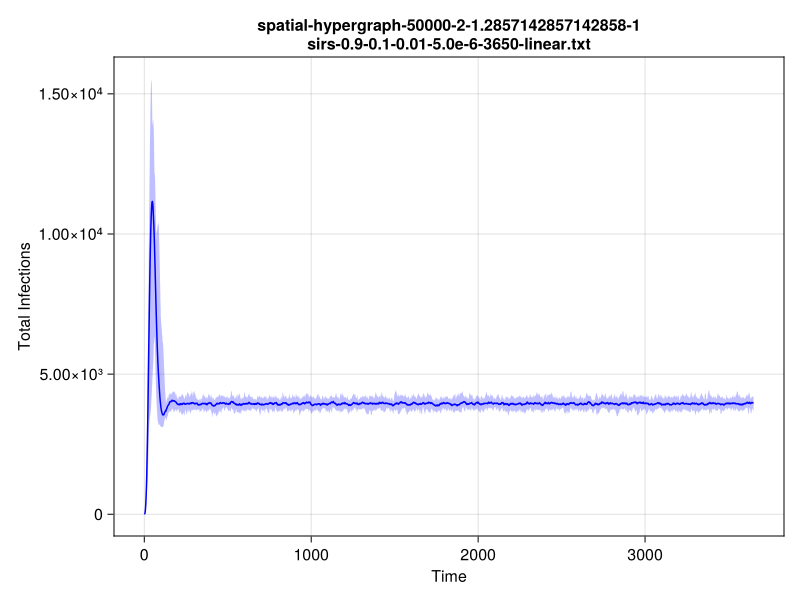 spatial-hypergraph-50000-2-1.2857142857142858-1
sirs-0.9-0.1-0.01-5.0e-6-3650-linear.txt
1.50×10⁴
1.00×10⁴
5.00×10³
0
Total Infections
0 1000 2000 3000
Time